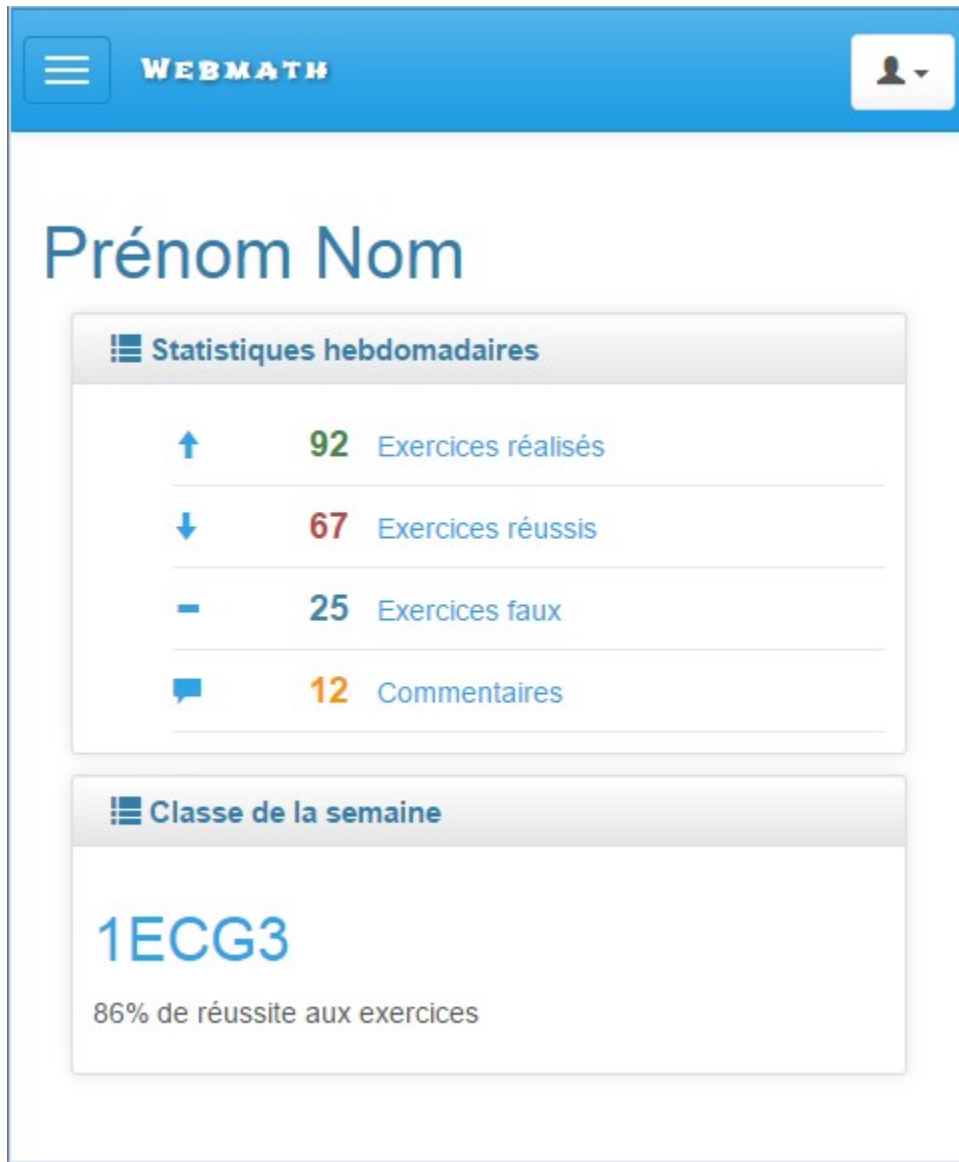 WEBMATH
Prénom Nom
Statistiques hebdomadaires
92 Exercices réalisés
67 Exercices réussis
25 Exercices faux
12 Commentaires
Classe de la semaine
1ECG3
86% de réussite aux exercices